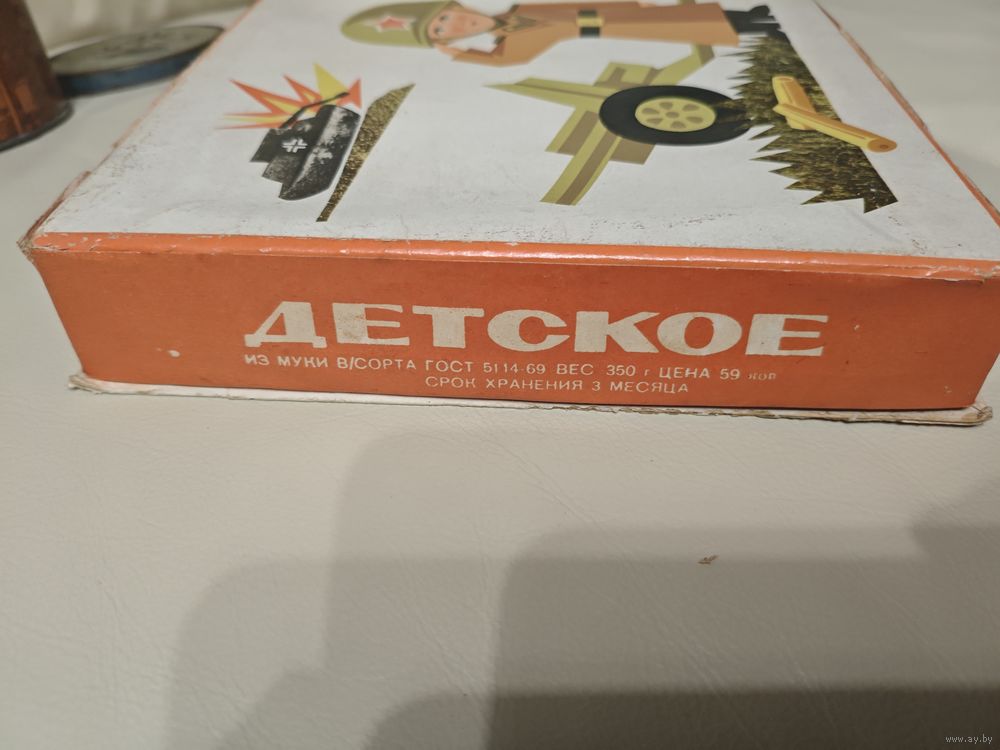 ДЕТСКОЕ
ИЗ МУКИ В/СОРТА ГОСТ 5114-69 ВЕС 350 г ЦЕНА 59 коп
СРОК ХРАНЕНИЯ 3 МЕСЯЦА
www.ay.by